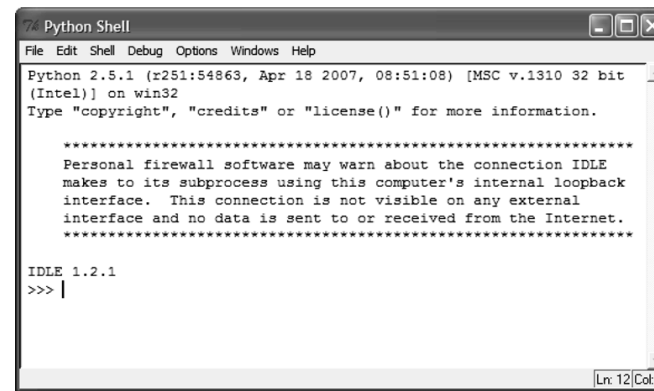 Python Shell
File Edit Shell Debug Options Windows Help
Python 2.5.1 (r251:54863, Apr 18 2007, 08:51:08) [MSC v.1310 32 bit
(Intel)] on win32
Type "copyright", "credits" or "license()" for more information.
****************************************************************
Personal firewall software may warn about the connection IDLE
makes to its subprocess using this computer's internal loopback
interface.  This connection is not visible on any external
interface and no data is sent to or received from the Internet.
****************************************************************
IDLE 1.2.1
>>>
Ln: 12 Col: